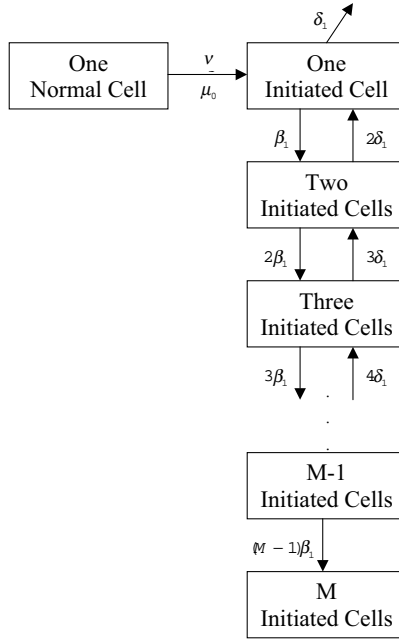 δ₁
One
Normal Cell
ν
μ₀
One
Initiated Cell
β₁
2δ₁
Two
Initiated Cells
2β₁
3δ₁
Three
Initiated Cells
3β₁
4δ₁
.
.
.
M-1
Initiated Cells
(M − 1)β₁
M
Initiated Cells